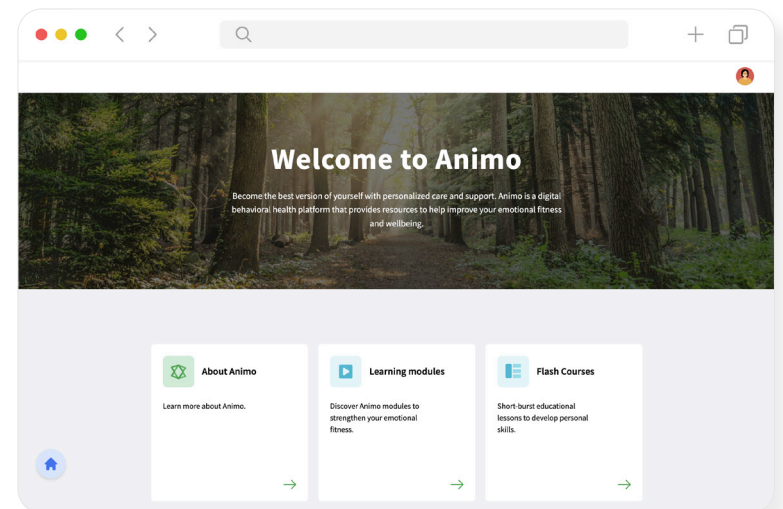 Welcome to Animo
Become the best version of yourself with personalized care and support. Animo is a digital
behavioral health platform that provides resources to help improve your emotional fitness
and wellbeing.
About Animo
Learn more about Animo.
Learning modules
Discover Animo modules to
strengthen your emotional
fitness.
Flash Courses
Short-burst educational
lessons to develop personal
skills.